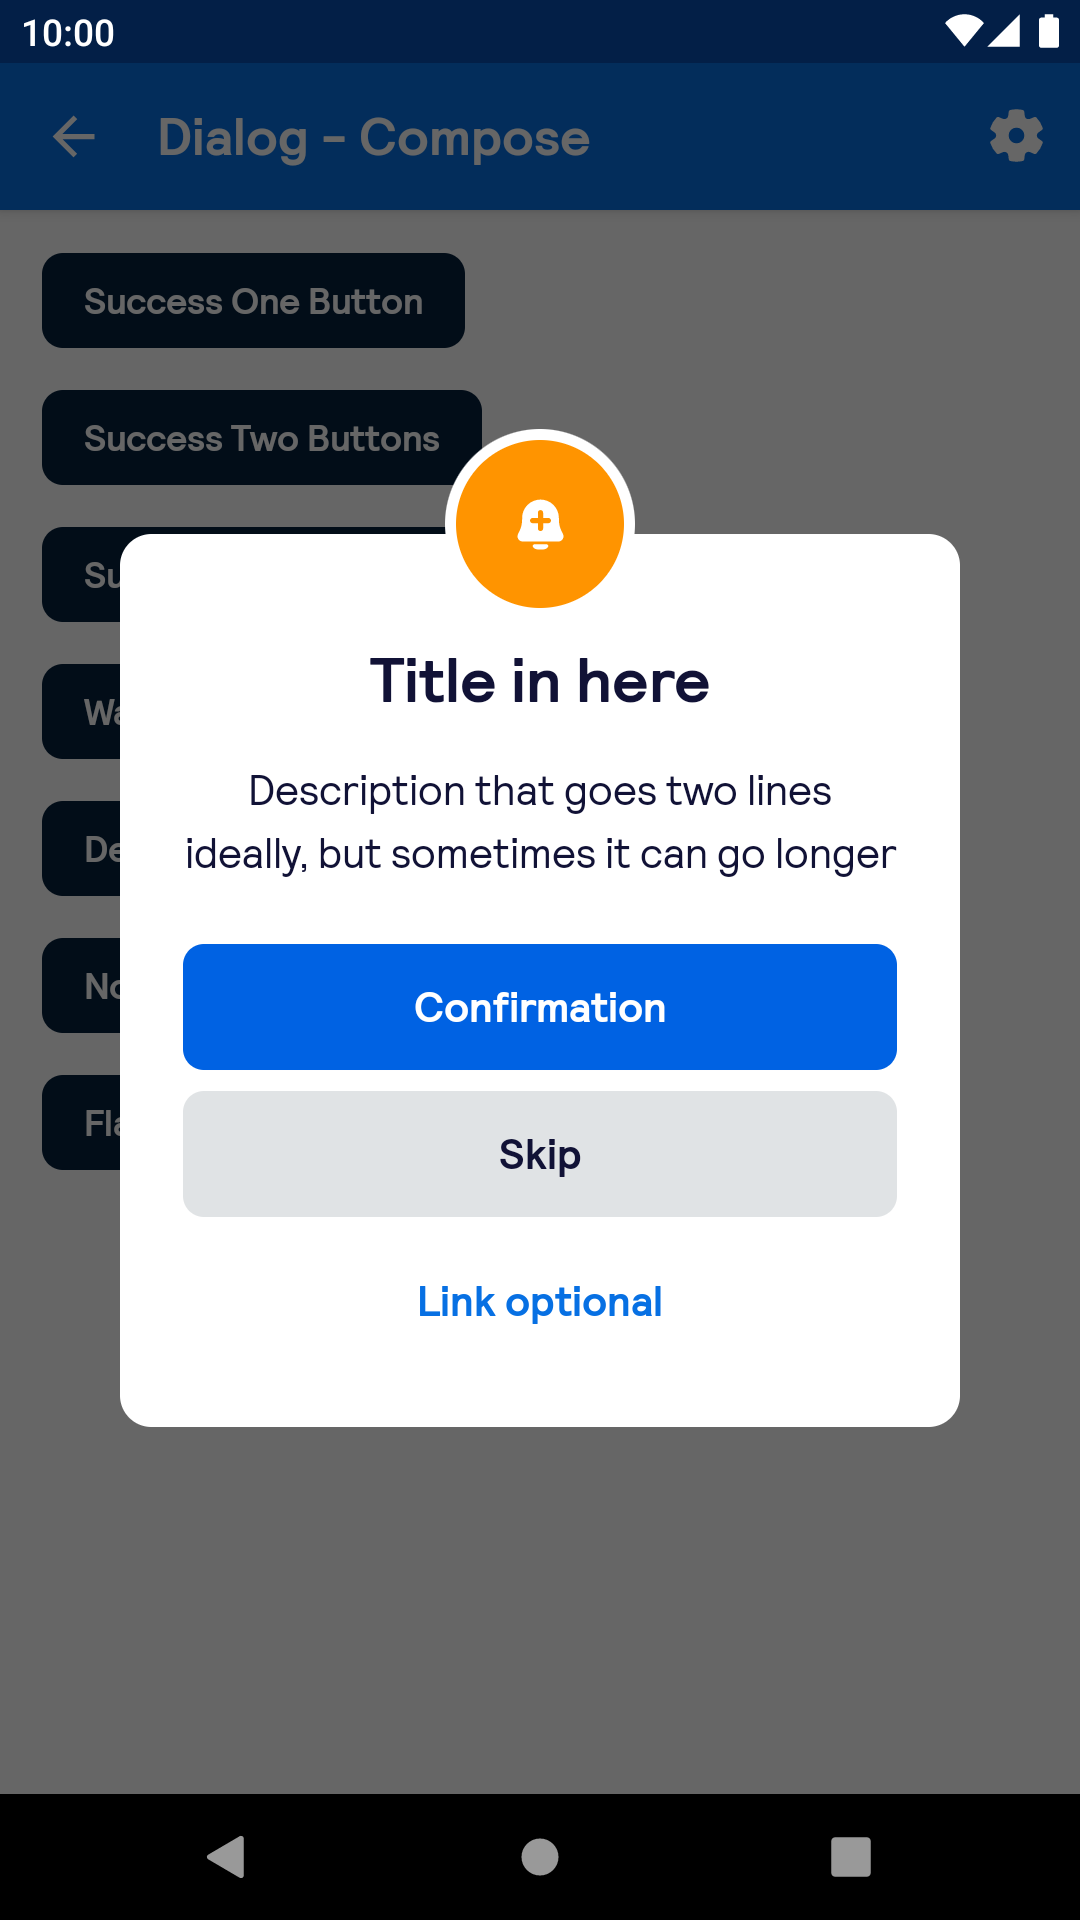 10:00
Dialog - Compose
Success One Button
Success Two Buttons
Title in here
Description that goes two lines
ideally, but sometimes it can go longer
Confirmation
Skip
Link optional